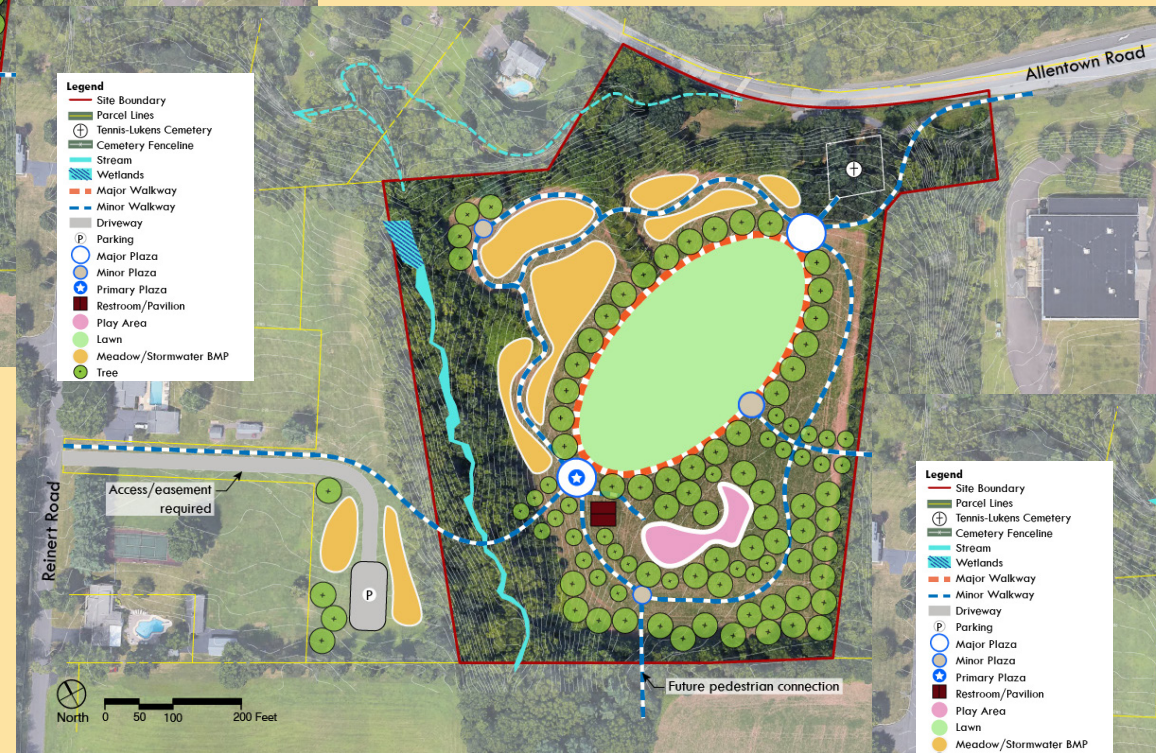 Allentown Road
Legend
Site Boundary
Parcel Lines
Tennis-Lukens Cemetery
Cemetery Fenceline
Stream
Wetlands
Major Walkway
Minor Walkway
Driveway
P Parking
Major Plaza
Minor Plaza
Primary Plaza
Restroom/Pavilion
Play Area
Lawn
Meadow/Stormwater BMP
Tree
Access/easement
required
Reinert Road
P
Future pedestrian connection
North
0 50 100 200 Feet
Legend
Site Boundary
Parcel Lines
Tennis-Lukens Cemetery
Cemetery Fenceline
Stream
Wetlands
Major Walkway
Minor Walkway
Driveway
P Parking
Major Plaza
Minor Plaza
Primary Plaza
Restroom/Pavilion
Play Area
Lawn
Meadow/Stormwater BMP